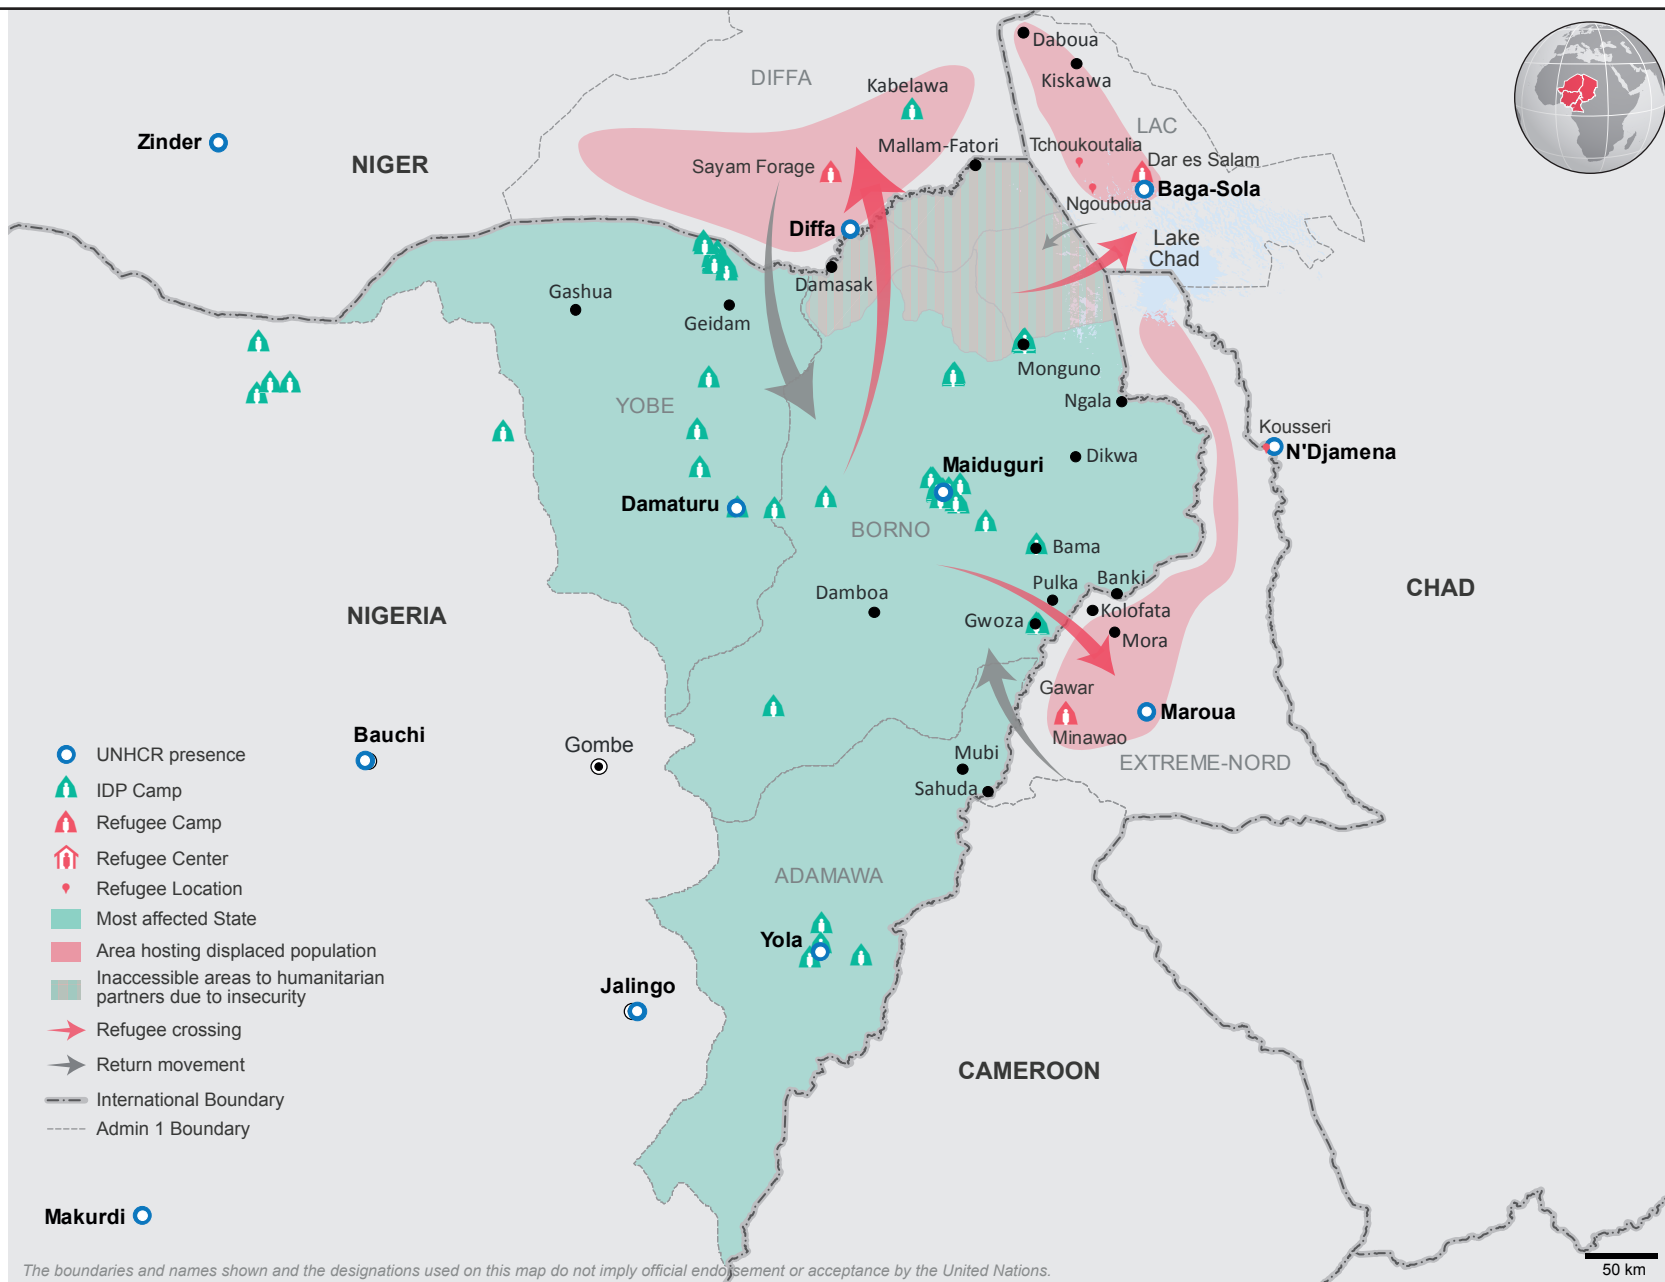 Daboua
DIFFA
Kiskawa
Kabelawa
LAC
Zinder
Mallam-Fatori
Tchoukoutalia
NIGER
Sayam Forage
Dar es Salam
Baga-Sola
Ngouboua
Diffa
Lake
Chad
Damasak
Gashua
Geidam
Monguno
Ngala
YOBE
Kousseri
N'Djamena
Dikwa
Maiduguri
Damaturu
BORNO
Bama
Pulka
Banki
CHAD
Damboa
Kolofata
NIGERIA
Gwoza
Mora
Gawar
Maroua
Minawao
Bauchi
Gombe
Mubi
EXTREME-NORD
Sahuda
ADAMAWA
Yola
Jalingo
CAMEROON
Makurdi
UNHCR presence
IDP Camp
Refugee Camp
Refugee Center
Refugee Location
Most affected State
Area hosting displaced population
Inaccessible areas to humanitarian
partners due to insecurity
Refugee crossing
Return movement
International Boundary
Admin 1 Boundary
50 km
The boundaries and names shown and the designations used on this map do not imply official endorsement or acceptance by the United Nations.